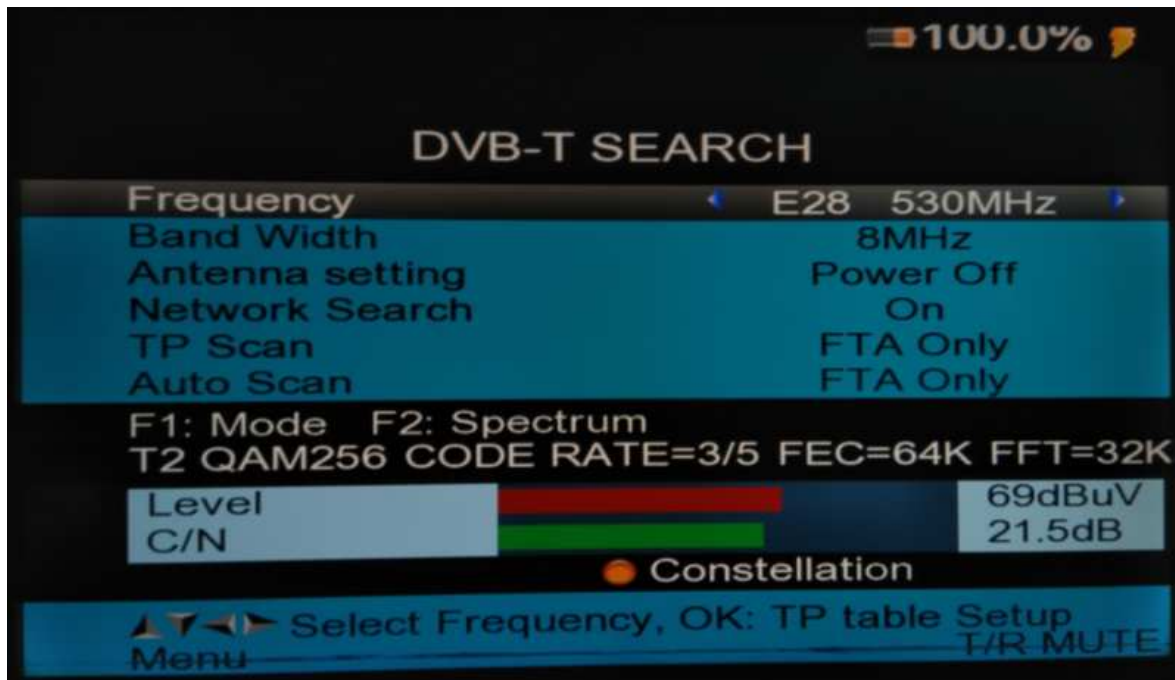 100.0%
DVB-T SEARCH
Frequency E28 530MHz
Band Width 8MHz
Antenna setting Power Off
Network Search On
TP Scan FTA Only
Auto Scan FTA Only
F1: Mode F2: Spectrum
T2 QAM256 CODE RATE=3/5 FEC=64K FFT=32K
Level 69dBuV
C/N 21.5dB
Constellation
Select Frequency, OK: TP table Setup
Menu T/R MUTE